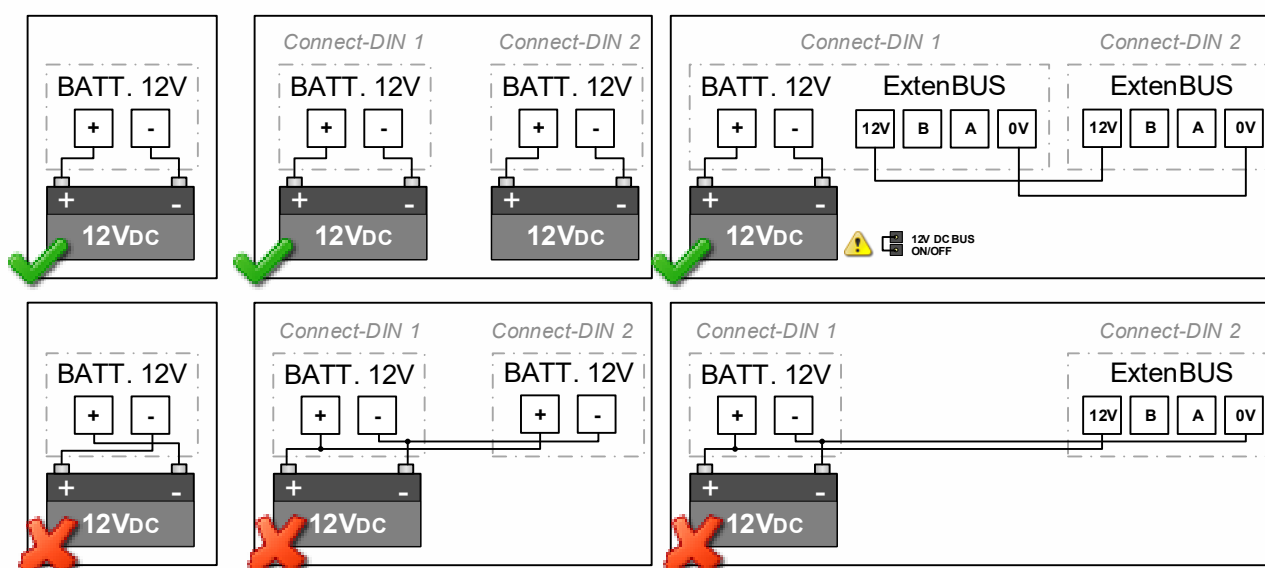 BATT. 12V
+ -
+ -
12VDC
Connect-DIN 1 Connect-DIN 2
BATT. 12V BATT. 12V
+ - + -
+ - + -
12VDC 12VDC
Connect-DIN 1 Connect-DIN 2
BATT. 12V ExtenBUS ExtenBUS
+ - 12V B A 0V 12V B A 0V
+ -
12VDC
! 12V DC BUS
ON/OFF
BATT. 12V
+ -
+ -
12VDC
Connect-DIN 1 Connect-DIN 2
BATT. 12V BATT. 12V
+ - + -
+ -
12VDC
Connect-DIN 1 Connect-DIN 2
BATT. 12V ExtenBUS
+ - 12V B A 0V
+ -
12VDC